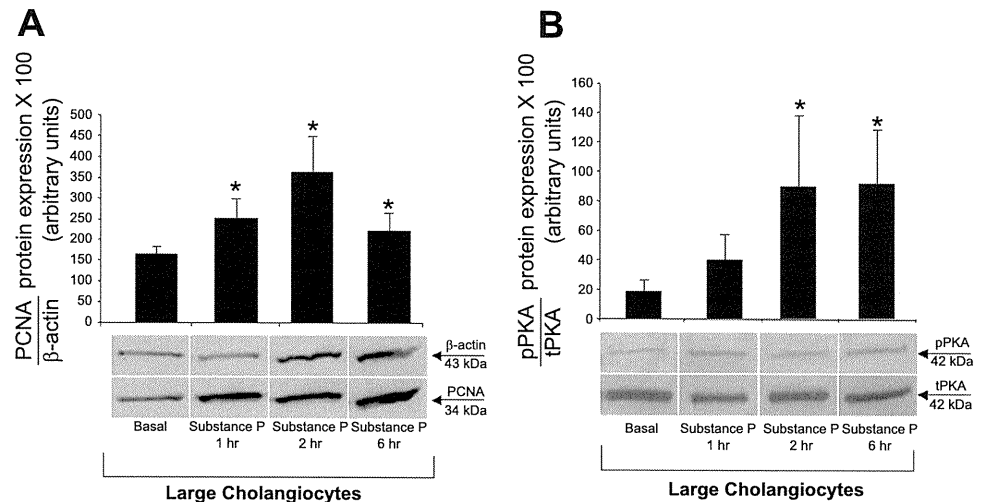 A
PCNA
β-actin
protein expression X 100
(arbitrary units)
500
450
400
350
300
250
200
150
100
50
0
*
*
*
β-actin
43 kDa
PCNA
34 kDa
Basal
Substance P
1 hr
Substance P
2 hr
Substance P
6 hr
Large Cholangiocytes
B
pPKA
tPKA
protein expression X 100
(arbitrary units)
160
140
120
100
80
60
40
20
0
*
*
pPKA
42 kDa
tPKA
42 kDa
Basal
Substance P
1 hr
Substance P
2 hr
Substance P
6 hr
Large Cholangiocytes